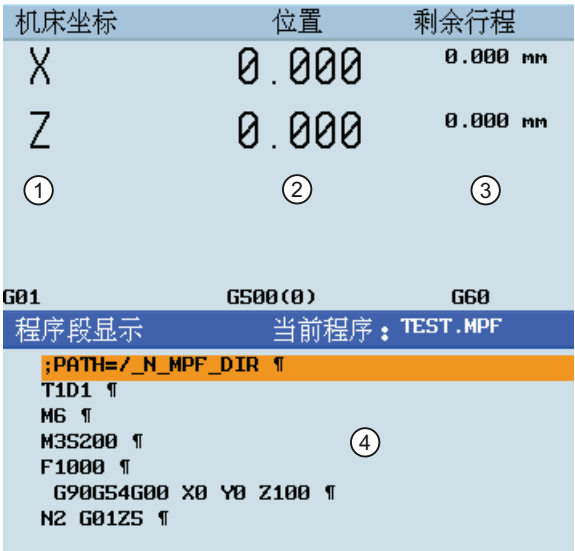 机床坐标 位置 剩余行程
X 0.000 0.000 mm
Z 0.000 0.000 mm
① ② ③
G01 G500(0) G60
程序段显示 当前程序：TEST.MPF
;PATH=/_N_MPF_DIR ¶
T1D1 ¶
M6 ¶
M3S200 ¶
④
F1000 ¶
G90G54G00 X0 Y0 Z100 ¶
N2 G01Z5 ¶